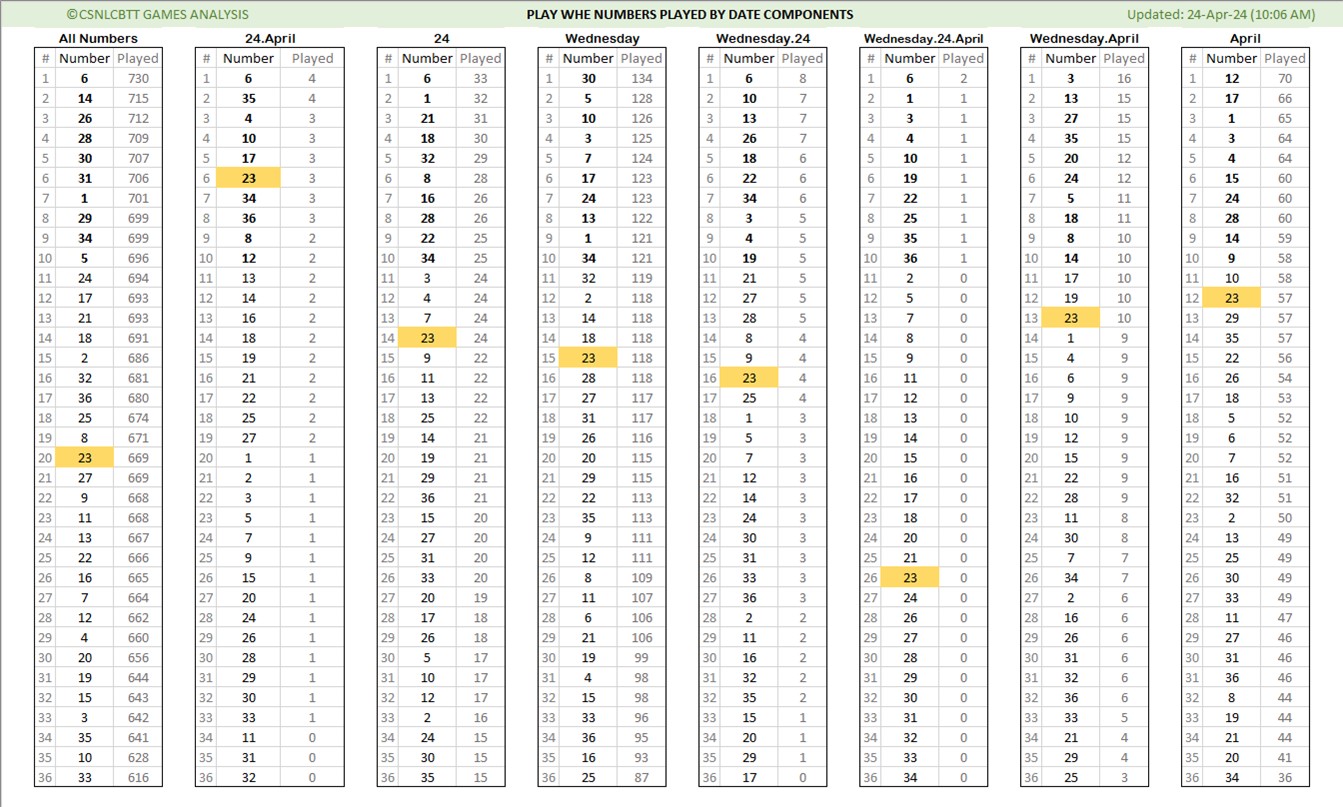 ©CSNLCBTT GAMES ANALYSIS PLAY WHE NUMBERS PLAYED BY DATE COMPONENTS Updated: 24-Apr-24 (10:06 AM)
All Numbers 24.April 24 Wednesday Wednesday.24 Wednesday.24.April Wednesday.April April
# Number Played # Number Played # Number Played # Number Played # Number Played # Number Played # Number Played # Number Played
1 6 730 1 6 4 1 6 33 1 30 134 1 6 8 1 6 2 1 3 16 1 12 70
2 14 715 2 35 4 2 1 32 2 5 128 2 10 7 2 1 1 2 13 15 2 17 66
3 26 712 3 4 3 3 21 31 3 10 126 3 13 7 3 3 1 3 27 15 3 1 65
4 28 709 4 10 3 4 18 30 4 3 125 4 26 7 4 4 1 4 35 15 4 3 64
5 30 707 5 17 3 5 32 29 5 7 124 5 18 6 5 10 1 5 20 12 5 4 64
6 31 706 6 23 3 6 8 28 6 17 123 6 22 6 6 19 1 6 24 12 6 15 60
7 1 701 7 34 3 7 16 26 7 24 123 7 34 6 7 22 1 7 5 11 7 24 60
8 29 699 8 36 3 8 28 26 8 13 122 8 3 5 8 25 1 8 18 11 8 28 60
9 34 699 9 8 2 9 22 25 9 1 121 9 4 5 9 35 1 9 8 10 9 14 59
10 5 696 10 12 2 10 34 25 10 34 121 10 19 5 10 36 1 10 14 10 10 9 58
11 24 694 11 13 2 11 3 24 11 32 119 11 21 5 11 2 0 11 17 10 11 10 58
12 17 693 12 14 2 12 4 24 12 2 118 12 27 5 12 5 0 12 19 10 12 23 57
13 21 693 13 16 2 13 7 24 13 14 118 13 28 5 13 7 0 13 23 10 13 29 57
14 18 691 14 18 2 14 23 24 14 18 118 14 8 4 14 8 0 14 1 9 14 35 57
15 2 686 15 19 2 15 9 22 15 23 118 15 9 4 15 9 0 15 4 9 15 22 56
16 32 681 16 21 2 16 11 22 16 28 118 16 23 4 16 11 0 16 6 9 16 26 54
17 36 680 17 22 2 17 13 22 17 27 117 17 25 4 17 12 0 17 9 9 17 18 53
18 25 674 18 25 2 18 25 22 18 31 117 18 1 3 18 13 0 18 10 9 18 5 52
19 8 671 19 27 2 19 14 21 19 26 116 19 5 3 19 14 0 19 12 9 19 6 52
20 23 669 20 1 1 20 19 21 20 20 115 20 7 3 20 15 0 20 15 9 20 7 52
21 27 669 21 2 1 21 29 21 21 29 115 21 12 3 21 16 0 21 22 9 21 16 51
22 9 668 22 3 1 22 36 21 22 22 113 22 14 3 22 17 0 22 28 9 22 32 51
23 11 668 23 5 1 23 15 20 23 35 113 23 24 3 23 18 0 23 11 8 23 2 50
24 13 667 24 7 1 24 27 20 24 9 111 24 30 3 24 20 0 24 30 8 24 13 49
25 22 666 25 9 1 25 31 20 25 12 111 25 31 3 25 21 0 25 7 7 25 25 49
26 16 665 26 15 1 26 33 20 26 8 109 26 33 3 26 23 0 26 34 7 26 30 49
27 7 664 27 20 1 27 20 19 27 11 107 27 36 3 27 24 0 27 2 6 27 33 49
28 12 662 28 24 1 28 17 18 28 6 106 28 2 2 28 26 0 28 16 6 28 11 47
29 4 660 29 26 1 29 26 18 29 21 106 29 11 2 29 27 0 29 26 6 29 27 46
30 20 656 30 28 1 30 5 17 30 19 99 30 16 2 30 28 0 30 31 6 30 31 46
31 19 644 31 29 1 31 10 17 31 4 98 31 32 2 31 29 0 31 32 6 31 36 46
32 15 643 32 30 1 32 12 17 32 15 98 32 35 2 32 30 0 32 36 6 32 8 44
33 3 642 33 33 1 33 2 16 33 33 96 33 15 1 33 31 0 33 33 5 33 19 44
34 35 641 34 11 0 34 24 15 34 36 95 34 20 1 34 32 0 34 21 4 34 21 44
35 10 628 35 31 0 35 30 15 35 16 93 35 29 1 35 33 0 35 29 4 35 20 41
36 33 616 36 32 0 36 35 15 36 25 87 36 17 0 36 34 0 36 25 3 36 34 36